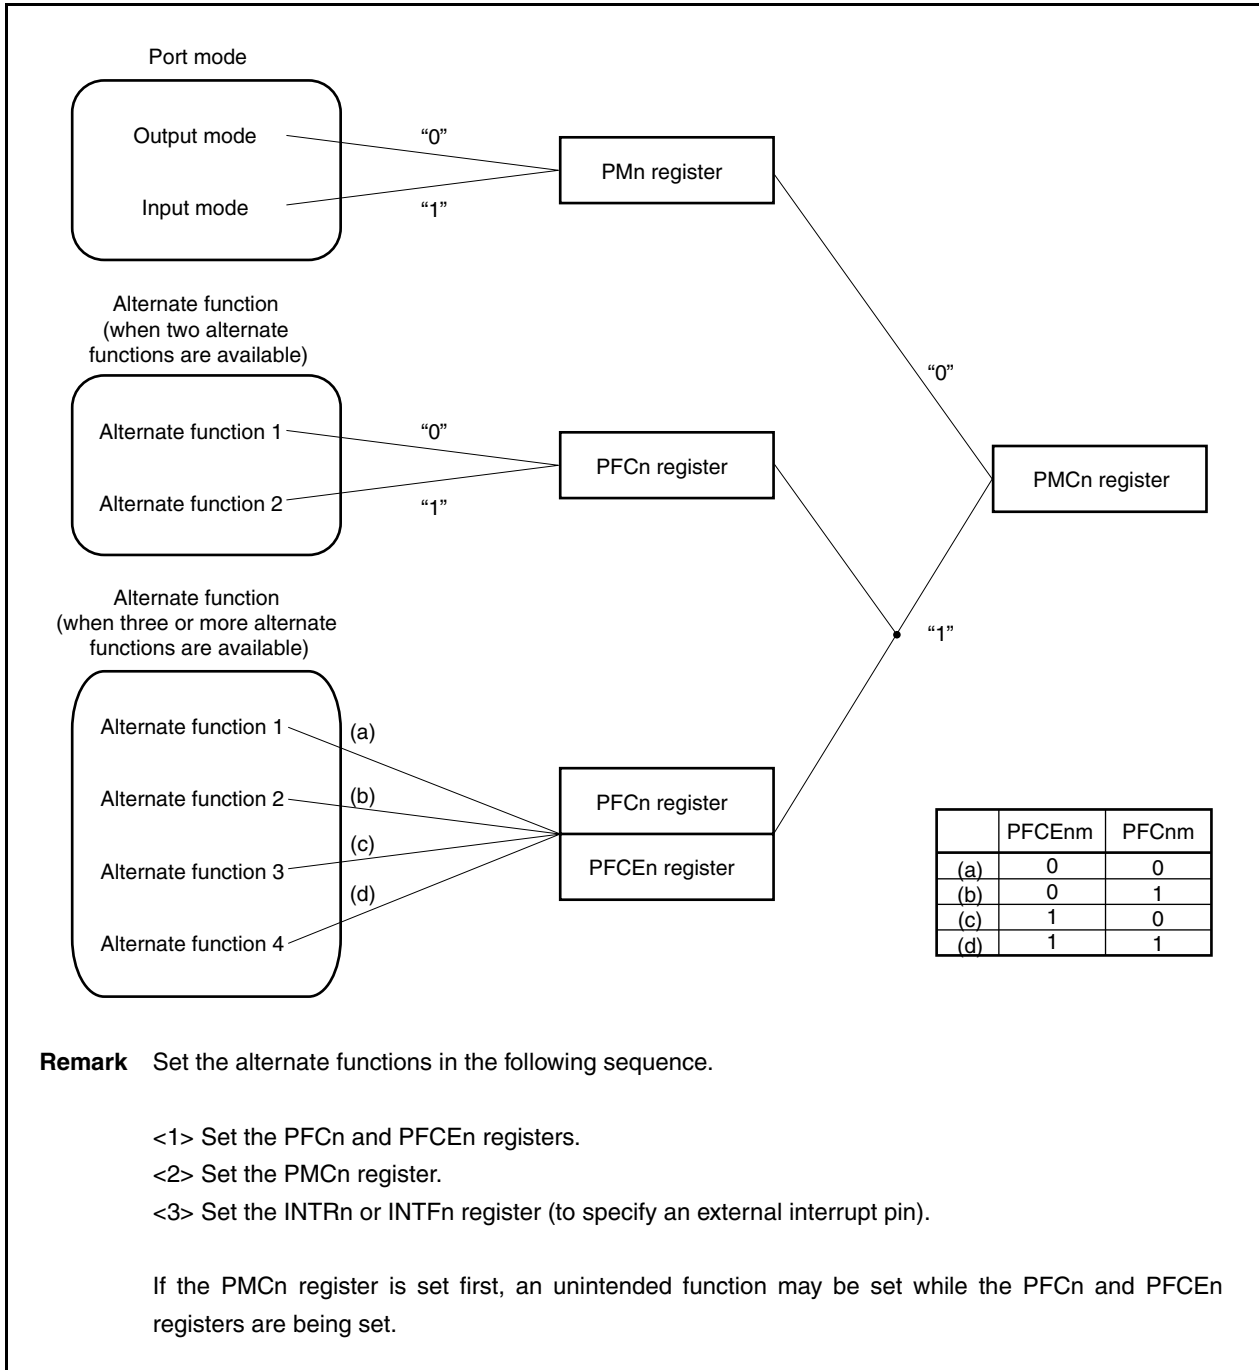 Port mode
Output mode
“0”
PMn register
Input mode
“1”
Alternate function
(when two alternate
functions are available)
“0”
Alternate function 1
“0”
PFCn register
PMCn register
Alternate function 2
“1”
Alternate function
(when three or more alternate
functions are available)
“1”
Alternate function 1
(a)
Alternate function 2
(b)
(c)
Alternate function 3
(d)
Alternate function 4
PFCn register
PFCEn register
PFCEnm PFCnm
(a) 0 0
(b) 0 1
(c) 1 0
(d) 1 1
Remark Set the alternate functions in the following sequence.
<1> Set the PFCn and PFCEn registers.
<2> Set the PMCn register.
<3> Set the INTRn or INTFn register (to specify an external interrupt pin).
If the PMCn register is set first, an unintended function may be set while the PFCn and PFCEn
registers are being set.